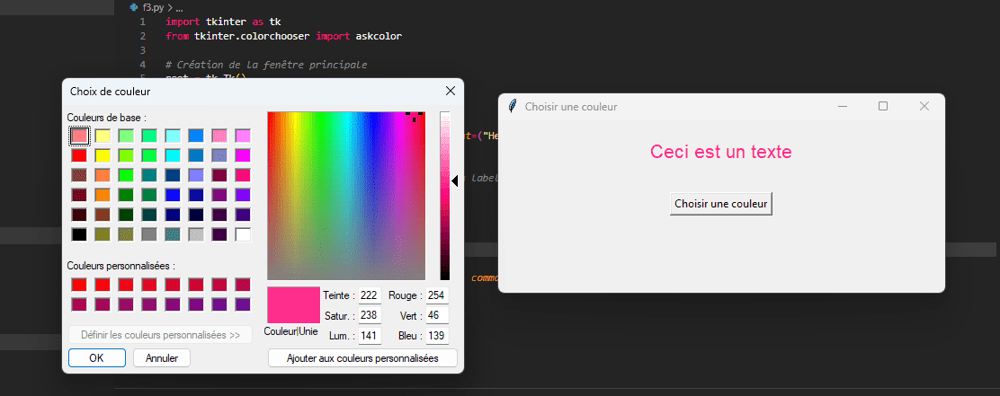 f3.py > ...
1 import tkinter as tk
2 from tkinter.colorchooser import askcolor
3
4 # Création de la fenêtre principale
5 root = tk.Tk()
Choix de couleur
Couleurs de base :
Couleurs personnalisées :
Définir les couleurs personnalisées >>
OK Annuler
Teinte : 222 Rouge : 254
Satur. : 238 Vert : 46
Lum. : 141 Bleu : 139
Couleur|Unie
Ajouter aux couleurs personnalisées
Choisir une couleur
Ceci est un texte
Choisir une couleur
=("He
label
comm